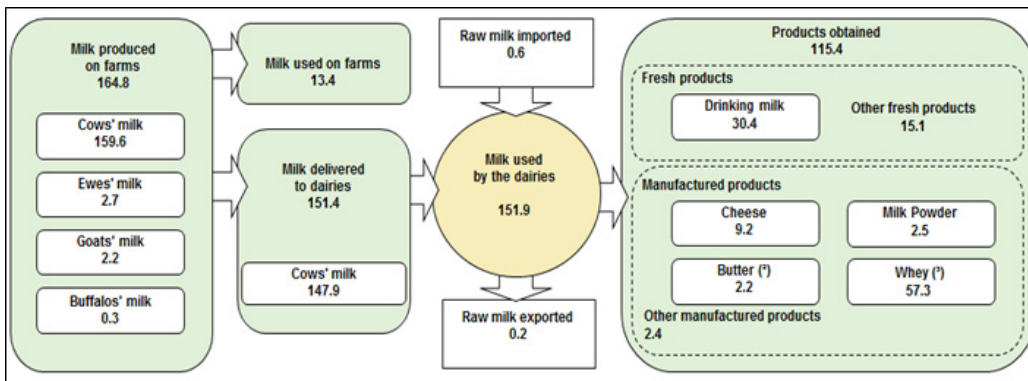 Milk produced
on farms
164.8
Cows' milk
159.6
Ewes' milk
2.7
Goats' milk
2.2
Buffalos' milk
0.3
Milk used on farms
13.4
Milk delivered
to dairies
151.4
Cows' milk
147.9
Raw milk imported
0.6
Milk used
by the dairies
151.9
Raw milk exported
0.2
Products obtained
115.4
Fresh products
Drinking milk
30.4
Other fresh products
15.1
Manufactured products
Cheese
9.2
Milk Powder
2.5
Butter (²)
2.2
Whey (³)
57.3
Other manufactured products
2.4